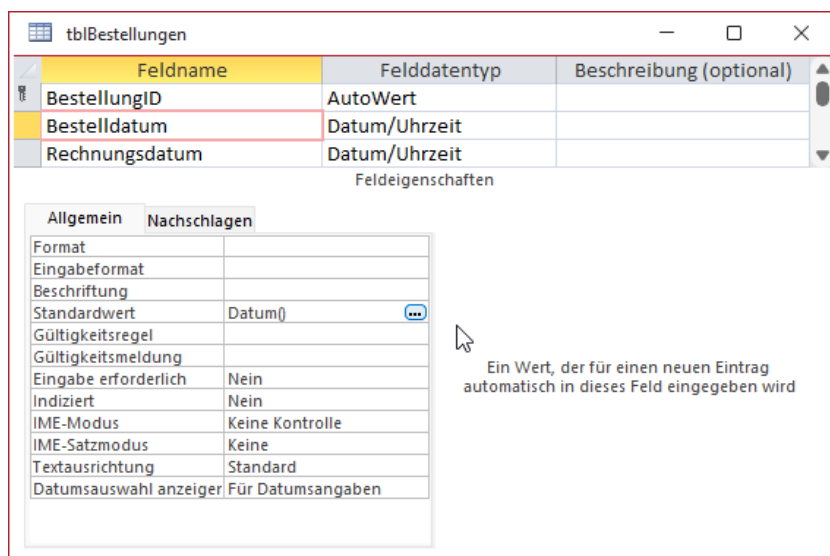 tblBestellungen
Feldname Felddatentyp Beschreibung (optional)
BestellungID AutoWert
Bestelldatum Datum/Uhrzeit
Rechnungsdatum Datum/Uhrzeit
Feldeigenschaften
Allgemein Nachschlagen
Format
Eingabeformat
Beschriftung
Standardwert Datum()
Gültigkeitsregel
Gültigkeitsmeldung
Eingabe erforderlich Nein
Indiziert Nein
IME-Modus Keine Kontrolle
IME-Satzmodus Keine
Textausrichtung Standard
Datumsauswahl anzeiger Für Datumsangaben
Ein Wert, der für einen neuen Eintrag
automatisch in dieses Feld eingegeben wird